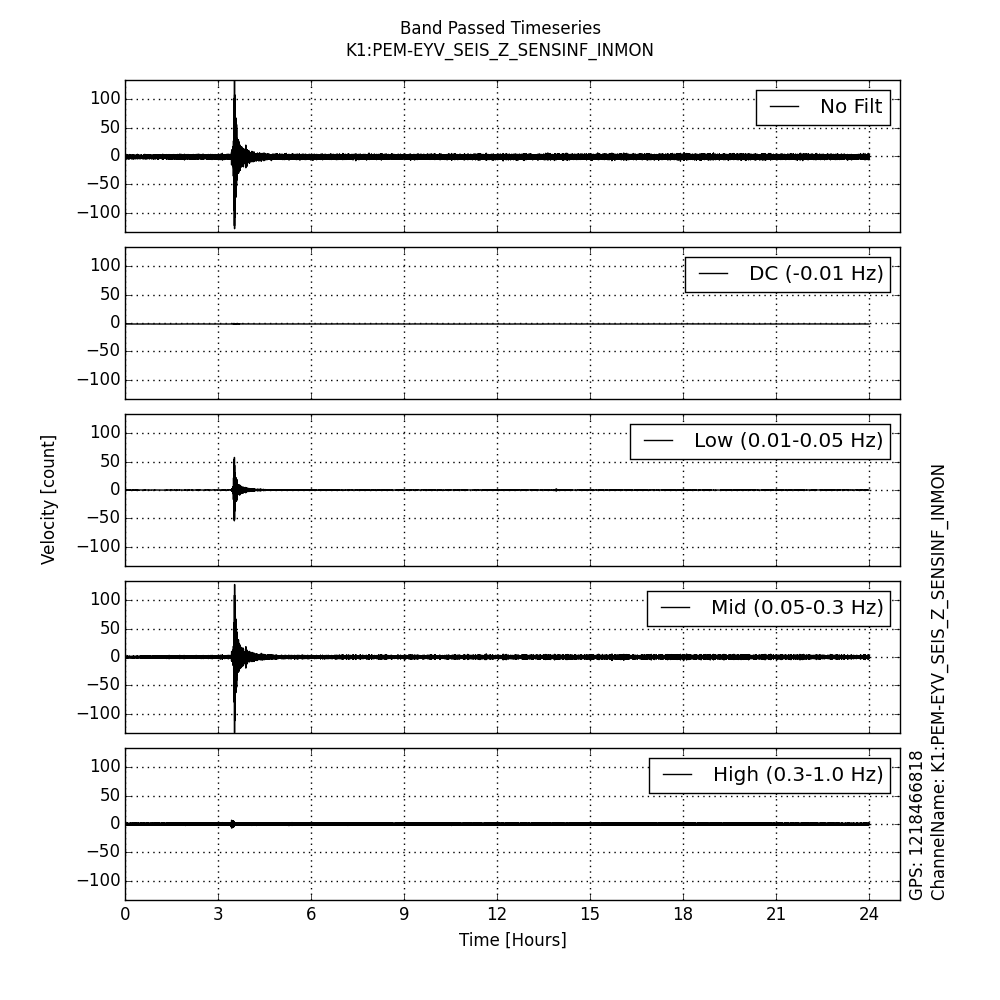 Band Passed Timeseries
K1:PEM-EYV_SEIS_Z_SENSINF_INMON
100
50
0
−50
−100
No Filt
100
50
0
−50
−100
DC (-0.01 Hz)
100
50
0
−50
−100
Low (0.01-0.05 Hz)
100
50
0
−50
−100
Mid (0.05-0.3 Hz)
100
50
0
−50
−100
High (0.3-1.0 Hz)
0 3 6 9 12 15 18 21 24
Time [Hours]
Velocity [count]
GPS: 1218466818
ChannelName: K1:PEM-EYV_SEIS_Z_SENSINF_INMON